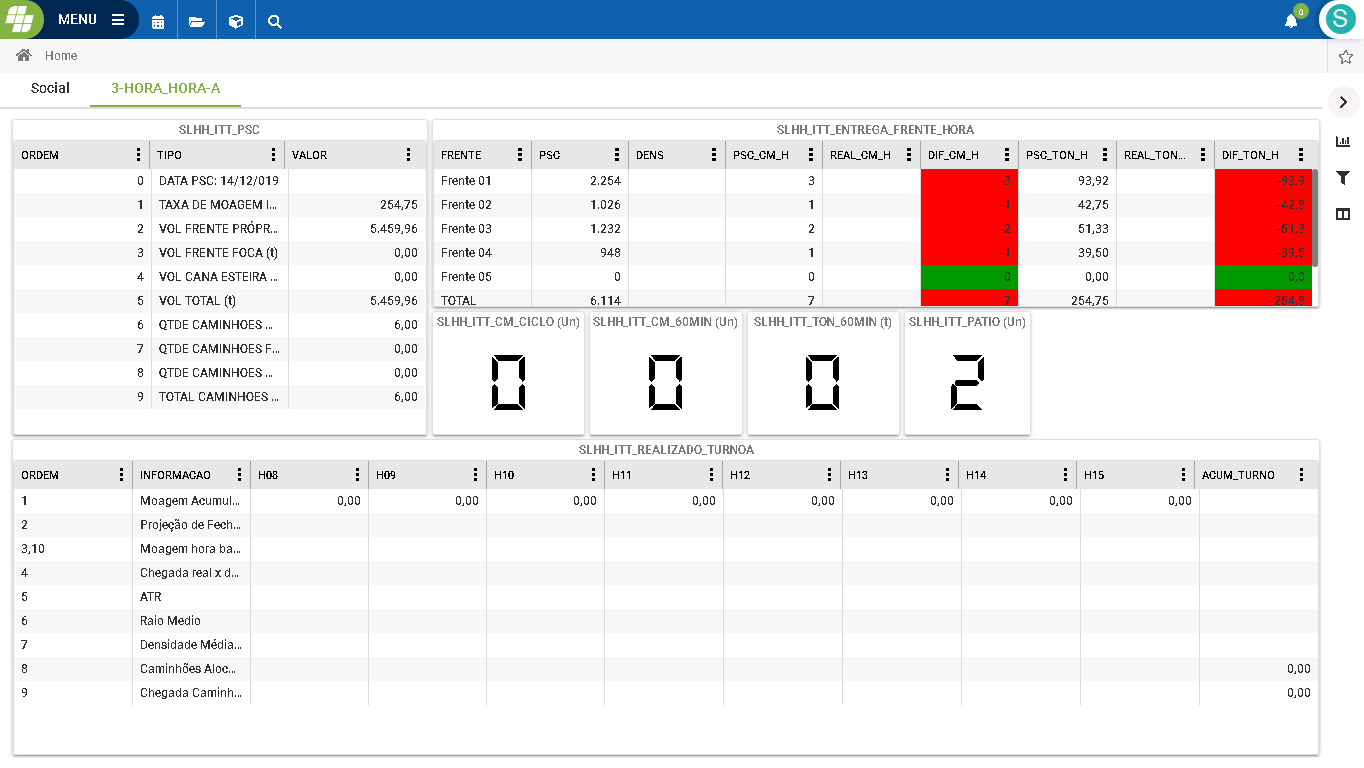 MENU
0
S
Home
Social
3-HORA_HORA-A
SLHH_ITT_PSC
ORDEM TIPO VALOR
0 DATA PSC: 14/12/019
1 TAXA DE MOAGEM I... 254,75
2 VOL FRENTE PRÓPR... 5.459,96
3 VOL FRENTE FOCA (t) 0,00
4 VOL CANA ESTEIRA ... 0,00
5 VOL TOTAL (t) 5.459,96
6 QTDE CAMINHOES ... 6,00
7 QTDE CAMINHOES F... 0,00
8 QTDE CAMINHOES ... 0,00
9 TOTAL CAMINHOES ... 6,00
SLHH_ITT_ENTREGA_FRENTE_HORA
FRENTE PSC DENS PSC_CM_H REAL_CM_H DIF_CM_H PSC_TON_H REAL_TON... DIF_TON_H
Frente 01 2.254 3 -3 93,92 -93,9
Frente 02 1.026 1 -1 42,75 -42,8
Frente 03 1.232 2 -2 51,33 -51,3
Frente 04 948 1 -1 39,50 -39,5
Frente 05 0 0 0 0,00 0,0
TOTAL 6.114 7 -7 254,75 -254,8
SLHH_ITT_CM_CICLO (Un)
0
SLHH_ITT_CM_60MIN (Un)
0
SLHH_ITT_TON_60MIN (t)
0
SLHH_ITT_PATIO (Un)
2
SLHH_ITT_REALIZADO_TURNOA
ORDEM INFORMACAO H08 H09 H10 H11 H12 H13 H14 H15 ACUM_TURNO
1 Moagem Acumul... 0,00 0,00 0,00 0,00 0,00 0,00 0,00 0,00
2 Projeção de Fech...
3,10 Moagem hora ba...
4 Chegada real x d...
5 ATR
6 Raio Medio
7 Densidade Média...
8 Caminhões Aloc... 0,00
9 Chegada Caminh... 0,00